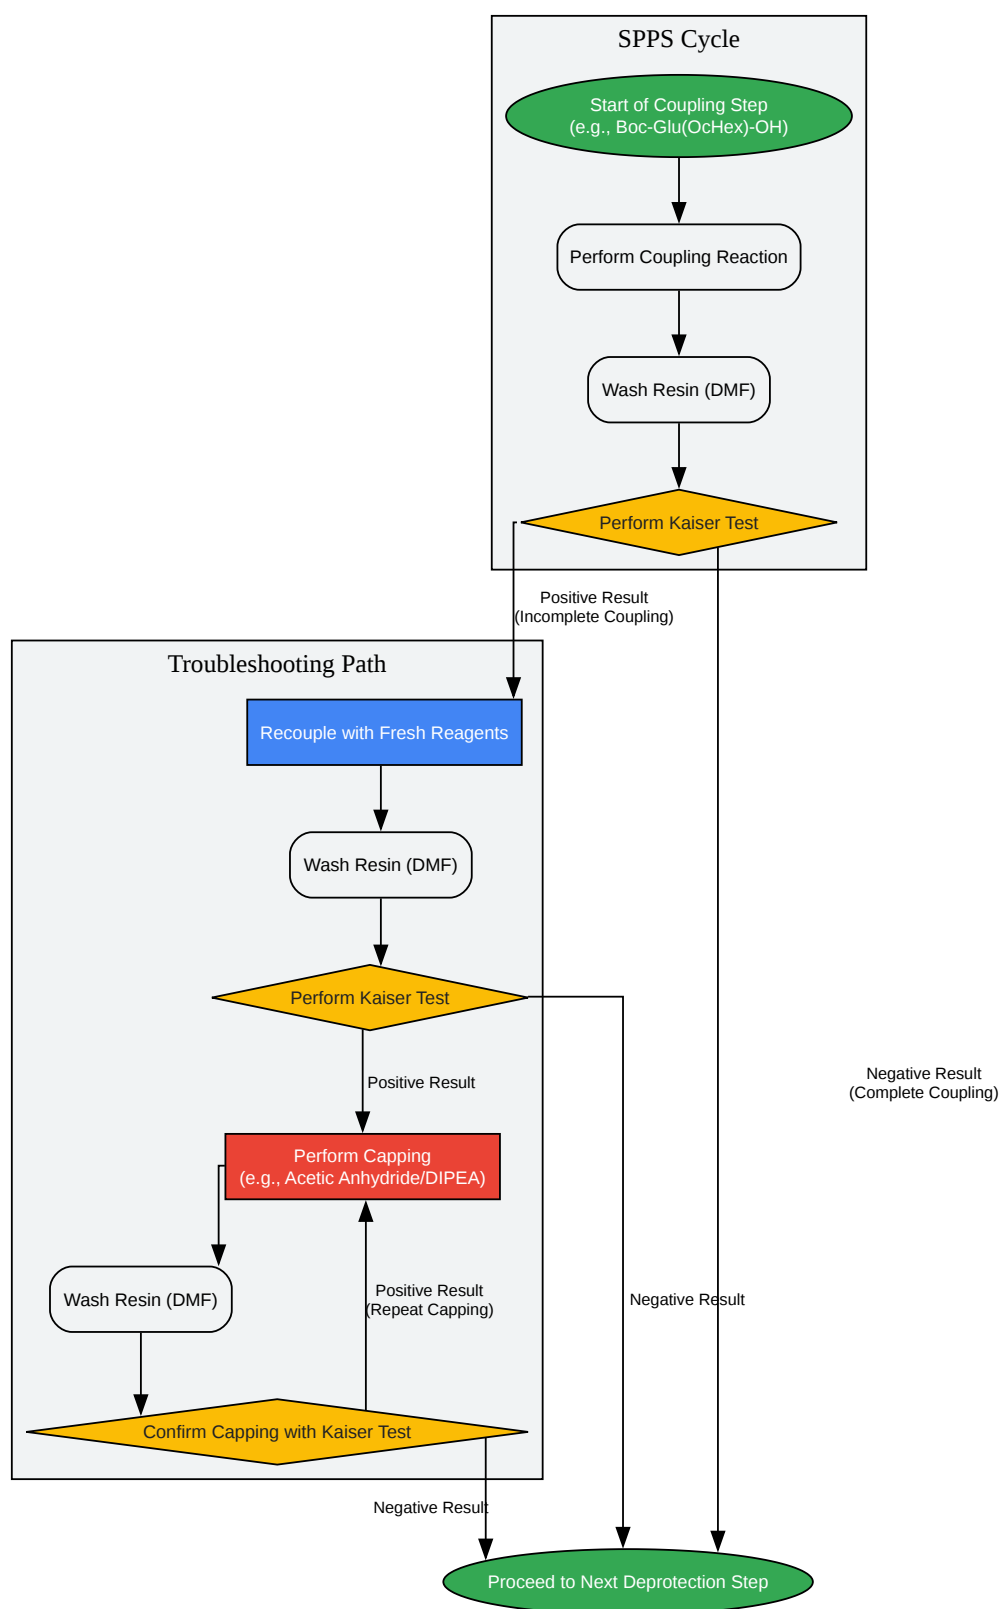 SPPS Cycle
Start of Coupling Step
(e.g., Boc-Glu(OcHex)-OH)
Perform Coupling Reaction
Wash Resin (DMF)
Perform Kaiser Test
Positive Result
(Incomplete Coupling)
Troubleshooting Path
Recouple with Fresh Reagents
Wash Resin (DMF)
Perform Kaiser Test
Positive Result
Negative Result
(Complete Coupling)
Perform Capping
(e.g., Acetic Anhydride/DIPEA)
Wash Resin (DMF)
Positive Result
(Repeat Capping)
Negative Result
Confirm Capping with Kaiser Test
Negative Result
Proceed to Next Deprotection Step